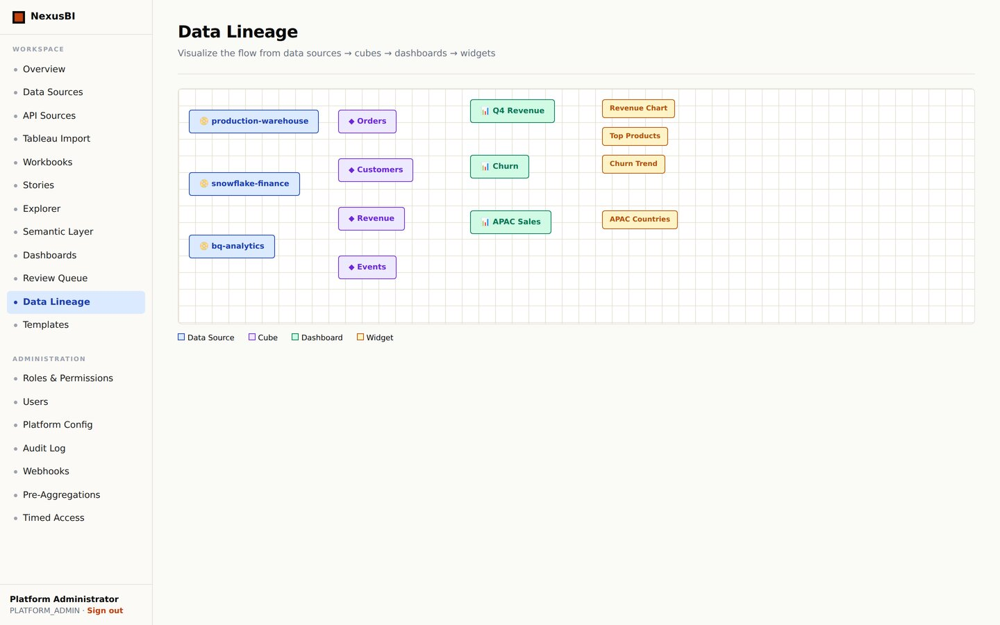 NexusBI
WORKSPACE
Overview
Data Sources
API Sources
Tableau Import
Workbooks
Stories
Explorer
Semantic Layer
Dashboards
Review Queue
Data Lineage
Templates
ADMINISTRATION
Roles & Permissions
Users
Platform Config
Audit Log
Webhooks
Pre-Aggregations
Timed Access
Platform Administrator
PLATFORM_ADMIN · Sign out
Data Lineage
Visualize the flow from data sources → cubes → dashboards → widgets
production-warehouse
snowflake-finance
bq-analytics
◆ Orders
◆ Customers
◆ Revenue
◆ Events
📊 Q4 Revenue
📊 Churn
📊 APAC Sales
Revenue Chart
Top Products
Churn Trend
APAC Countries
Data Source
Cube
Dashboard
Widget